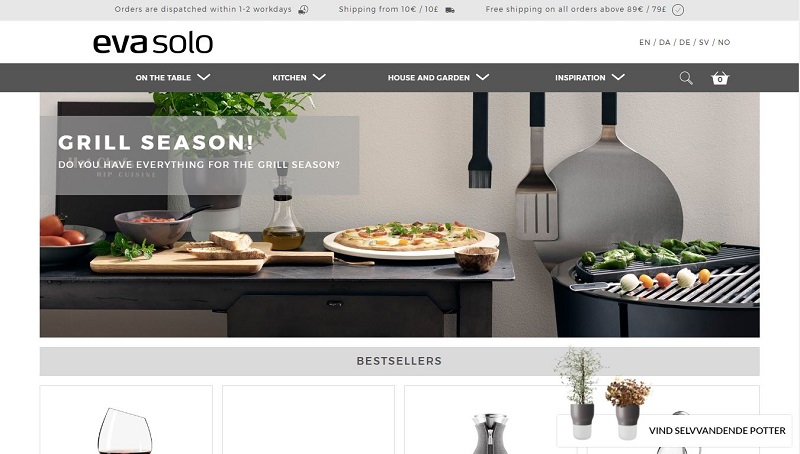 Orders are dispatched within 1-2 workdays
Shipping from 10€ / 10£
Free shipping on all orders above 89€ / 79£
eva solo
EN / DA / DE / SV / NO
ON THE TABLE
KITCHEN
HOUSE AND GARDEN
INSPIRATION
0
GRILL SEASON!
DO YOU HAVE EVERYTHING FOR THE GRILL SEASON?
BESTSELLERS
VIND SELVVANDENDE POTTER